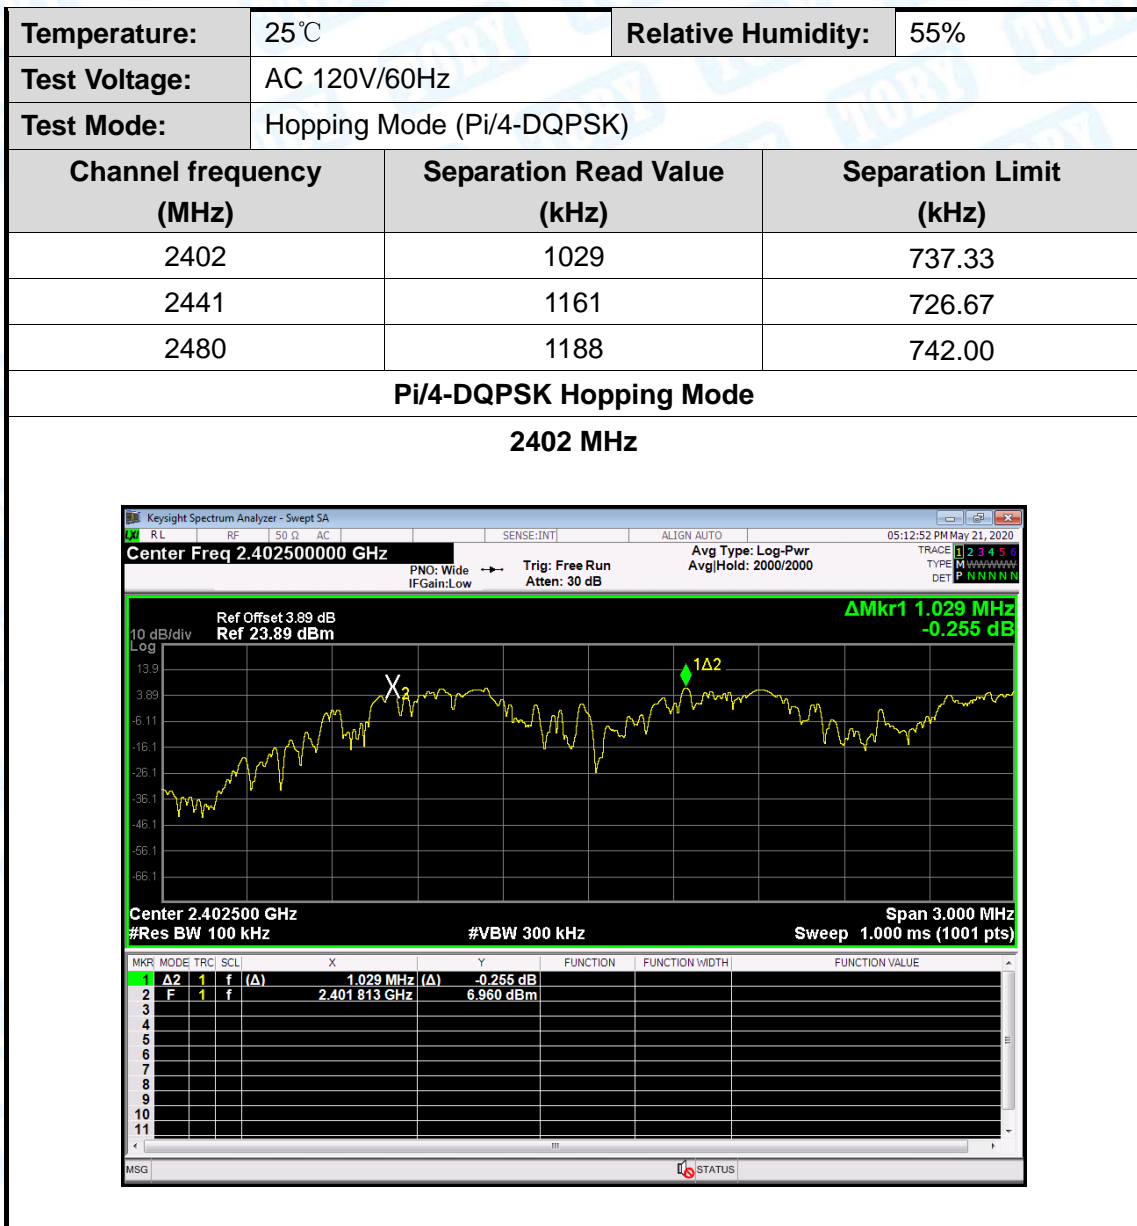 Temperature: 25℃ Relative Humidity: 55%
Test Voltage: AC 120V/60Hz
Test Mode: Hopping Mode (Pi/4-DQPSK)
Channel frequency (MHz) Separation Read Value (kHz) Separation Limit (kHz)
2402 1029 737.33
2441 1161 726.67
2480 1188 742.00
Pi/4-DQPSK Hopping Mode
2402 MHz
Keysight Spectrum Analyzer - Swept SA
LXI RL RF 50 Ω AC SENSE:INT ALIGN AUTO 05:12:52 PM May 21, 2020
Center Freq 2.402500000 GHz Avg Type: Log-Pwr TRACE 1 2 3 4 5 6
PNO: Wide Trig: Free Run Avg|Hold: 2000/2000 TYPE M WWWWW
IFGain:Low Atten: 30 dB DET P N N N N N
ΔMkr1 1.029 MHz
Ref Offset 3.89 dB
10 dB/div Ref 23.89 dBm -0.255 dB
Log
13.9
1Δ2
3.89
X2
-6.11
-16.1
-26.1
-36.1
-46.1
-56.1
-66.1
Center 2.402500 GHz Span 3.000 MHz
#Res BW 100 kHz #VBW 300 kHz Sweep 1.000 ms (1001 pts)
MKR MODE TRC SCL X Y FUNCTION FUNCTION WIDTH FUNCTION VALUE
1 Δ2 1 f (Δ) 1.029 MHz (Δ) -0.255 dB
2 F 1 f 2.401 813 GHz 6.960 dBm
3
4
5
6
7
8
9
10
11
MSG STATUS
TOBY